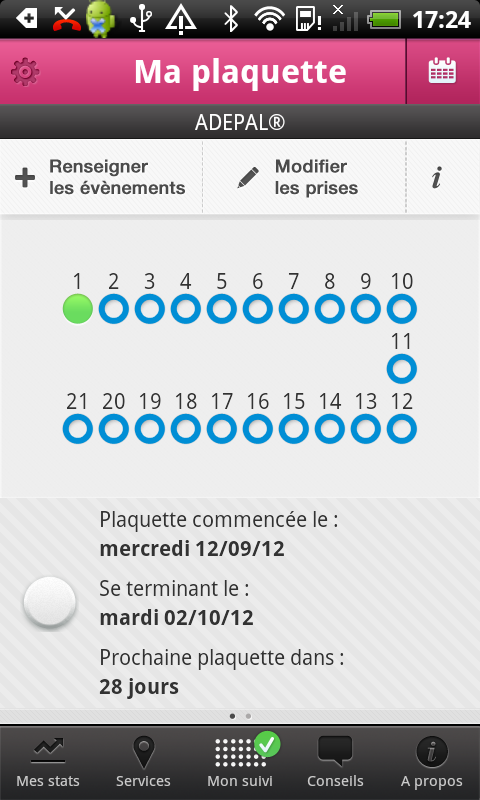 17:24
Ma plaquette
ADEPAL®
Renseigner
les évènements
Modifier
les prises
i
1 2 3 4 5 6 7 8 9 10
11
21 20 19 18 17 16 15 14 13 12
Plaquette commencée le :
mercredi 12/09/12
Se terminant le :
mardi 02/10/12
Prochaine plaquette dans :
28 jours
Mes stats Services Mon suivi Conseils A propos